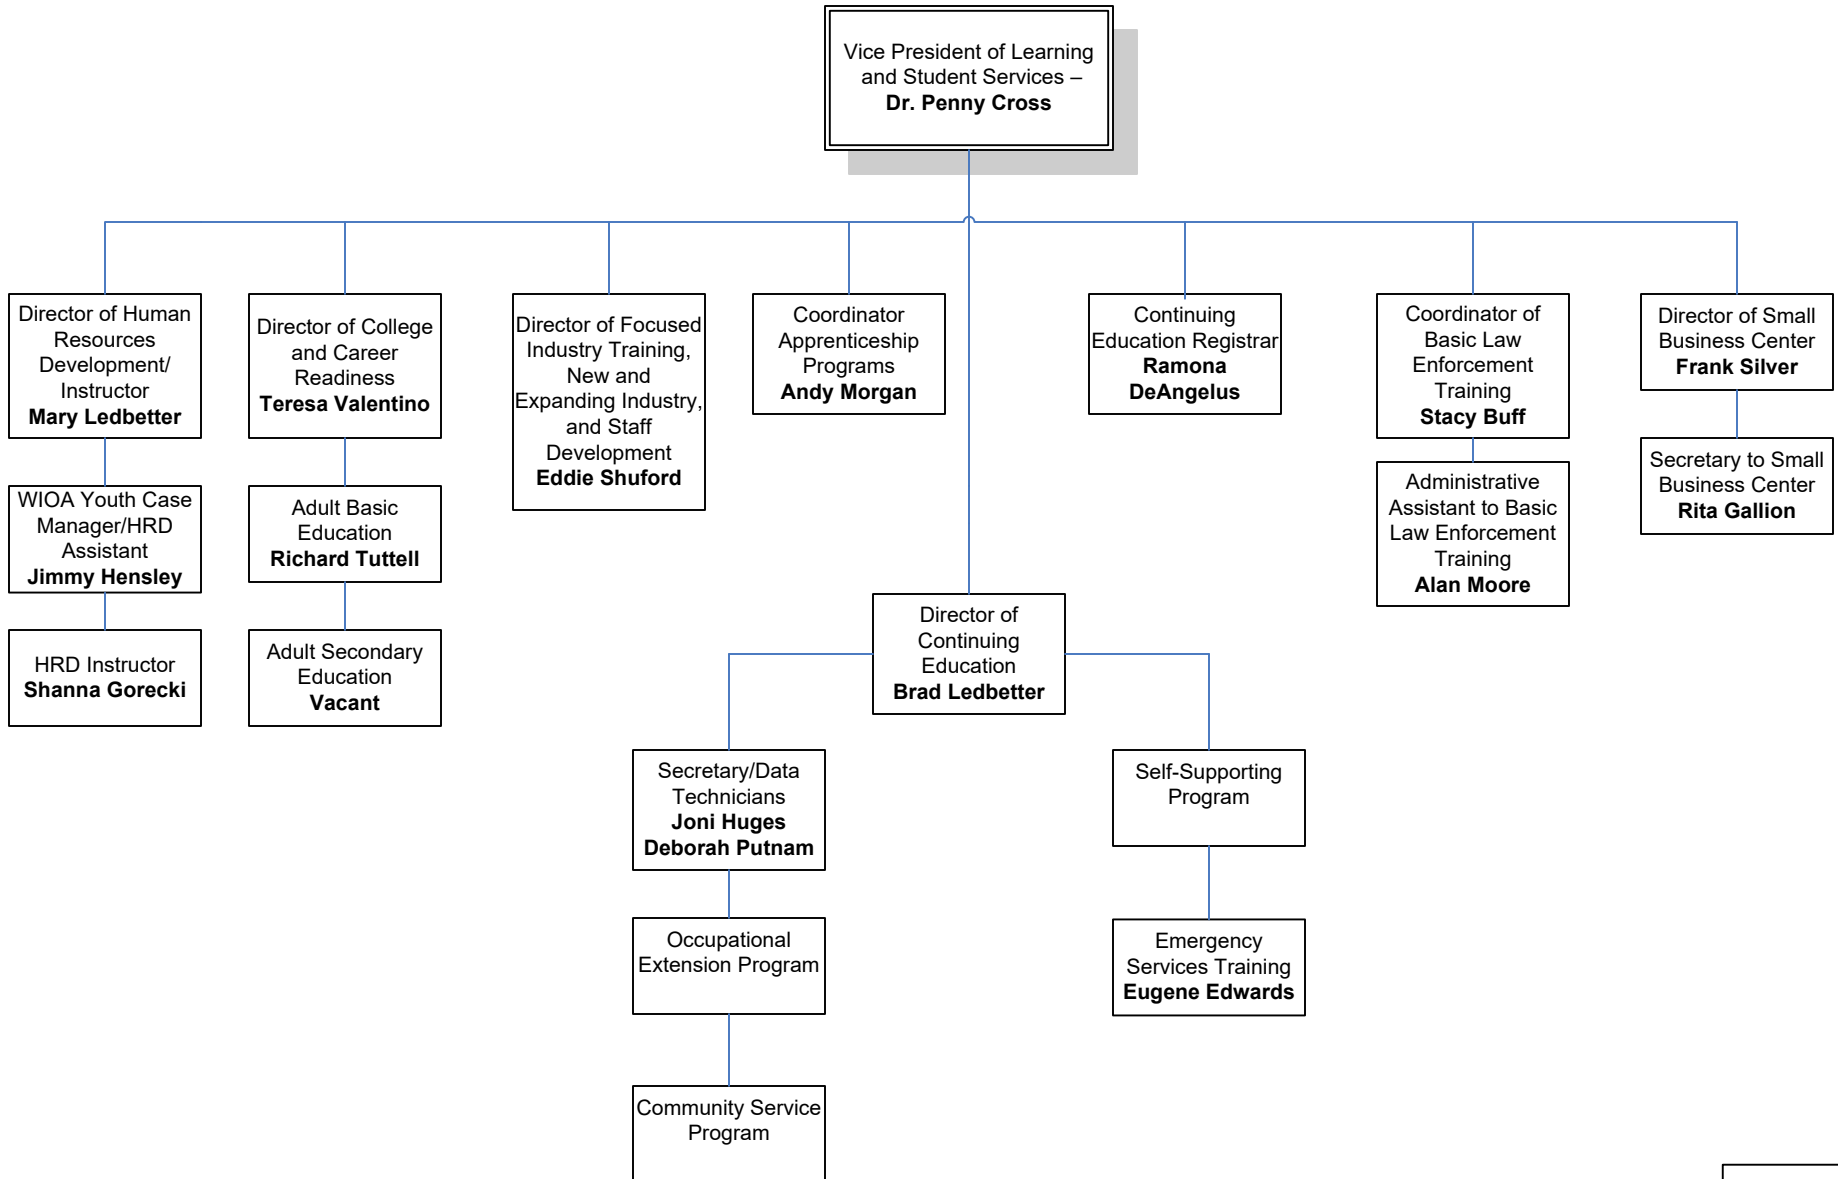 Vice President of Learning
and Student Services –
Dr. Penny Cross
Director of Human
Resources
Development/
Instructor
Mary Ledbetter
Director of College
and Career
Readiness
Teresa Valentino
Director of Focused
Industry Training,
New and
Expanding Industry,
and Staff
Development
Eddie Shuford
Coordinator
Apprenticeship
Programs
Andy Morgan
Continuing
Education Registrar
Ramona
DeAngelus
Coordinator of
Basic Law
Enforcement
Training
Stacy Buff
Director of Small
Business Center
Frank Silver
WIOA Youth Case
Manager/HRD
Assistant
Jimmy Hensley
Adult Basic
Education
Richard Tuttell
Administrative
Assistant to Basic
Law Enforcement
Training
Alan Moore
Secretary to Small
Business Center
Rita Gallion
HRD Instructor
Shanna Gorecki
Adult Secondary
Education
Vacant
Director of
Continuing
Education
Brad Ledbetter
Secretary/Data
Technicians
Joni Huges
Deborah Putnam
Self-Supporting
Program
Occupational
Extension Program
Emergency
Services Training
Eugene Edwards
Community Service
Program